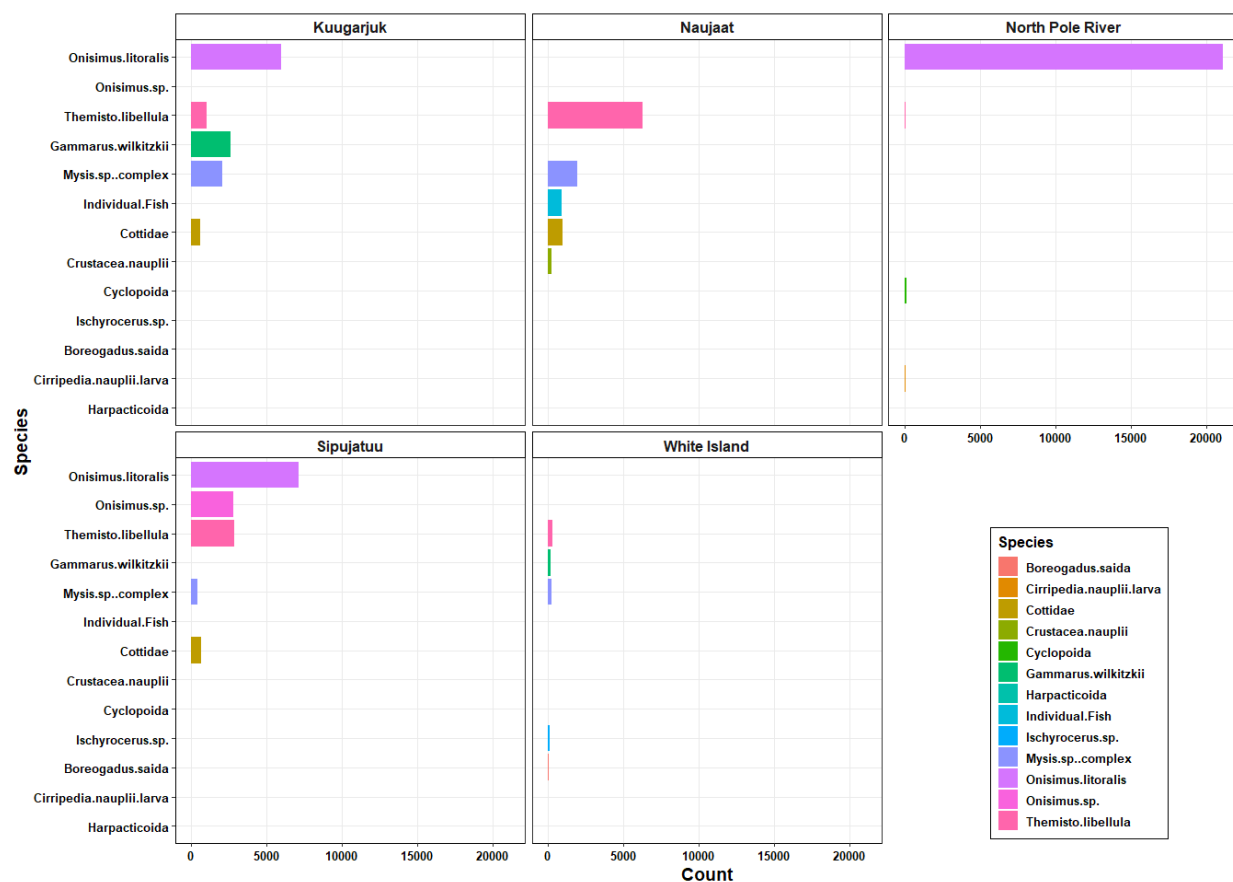 Kuugarjuk
Naujaat
North Pole River
Onisimus.litoralis
Onisimus.sp.
Themisto.libellula
Gammarus.wilkitzkii
Mysis.sp..complex
Individual.Fish
Cottidae
Crustacea.nauplii
Cyclopoida
Ischyrocerus.sp.
Boreogadus.saida
Cirripedia.nauplii.larva
Harpacticoida
0 5000 10000 15000 20000
Species
Sipujatuu
White Island
Onisimus.litoralis
Onisimus.sp.
Themisto.libellula
Gammarus.wilkitzkii
Mysis.sp..complex
Individual.Fish
Cottidae
Crustacea.nauplii
Cyclopoida
Ischyrocerus.sp.
Boreogadus.saida
Cirripedia.nauplii.larva
Harpacticoida
0 5000 10000 15000 20000
0 5000 10000 15000 20000
Count
Species
Boreogadus.saida
Cirripedia.nauplii.larva
Cottidae
Crustacea.nauplii
Cyclopoida
Gammarus.wilkitzkii
Harpacticoida
Individual.Fish
Ischyrocerus.sp.
Mysis.sp..complex
Onisimus.litoralis
Onisimus.sp.
Themisto.libellula